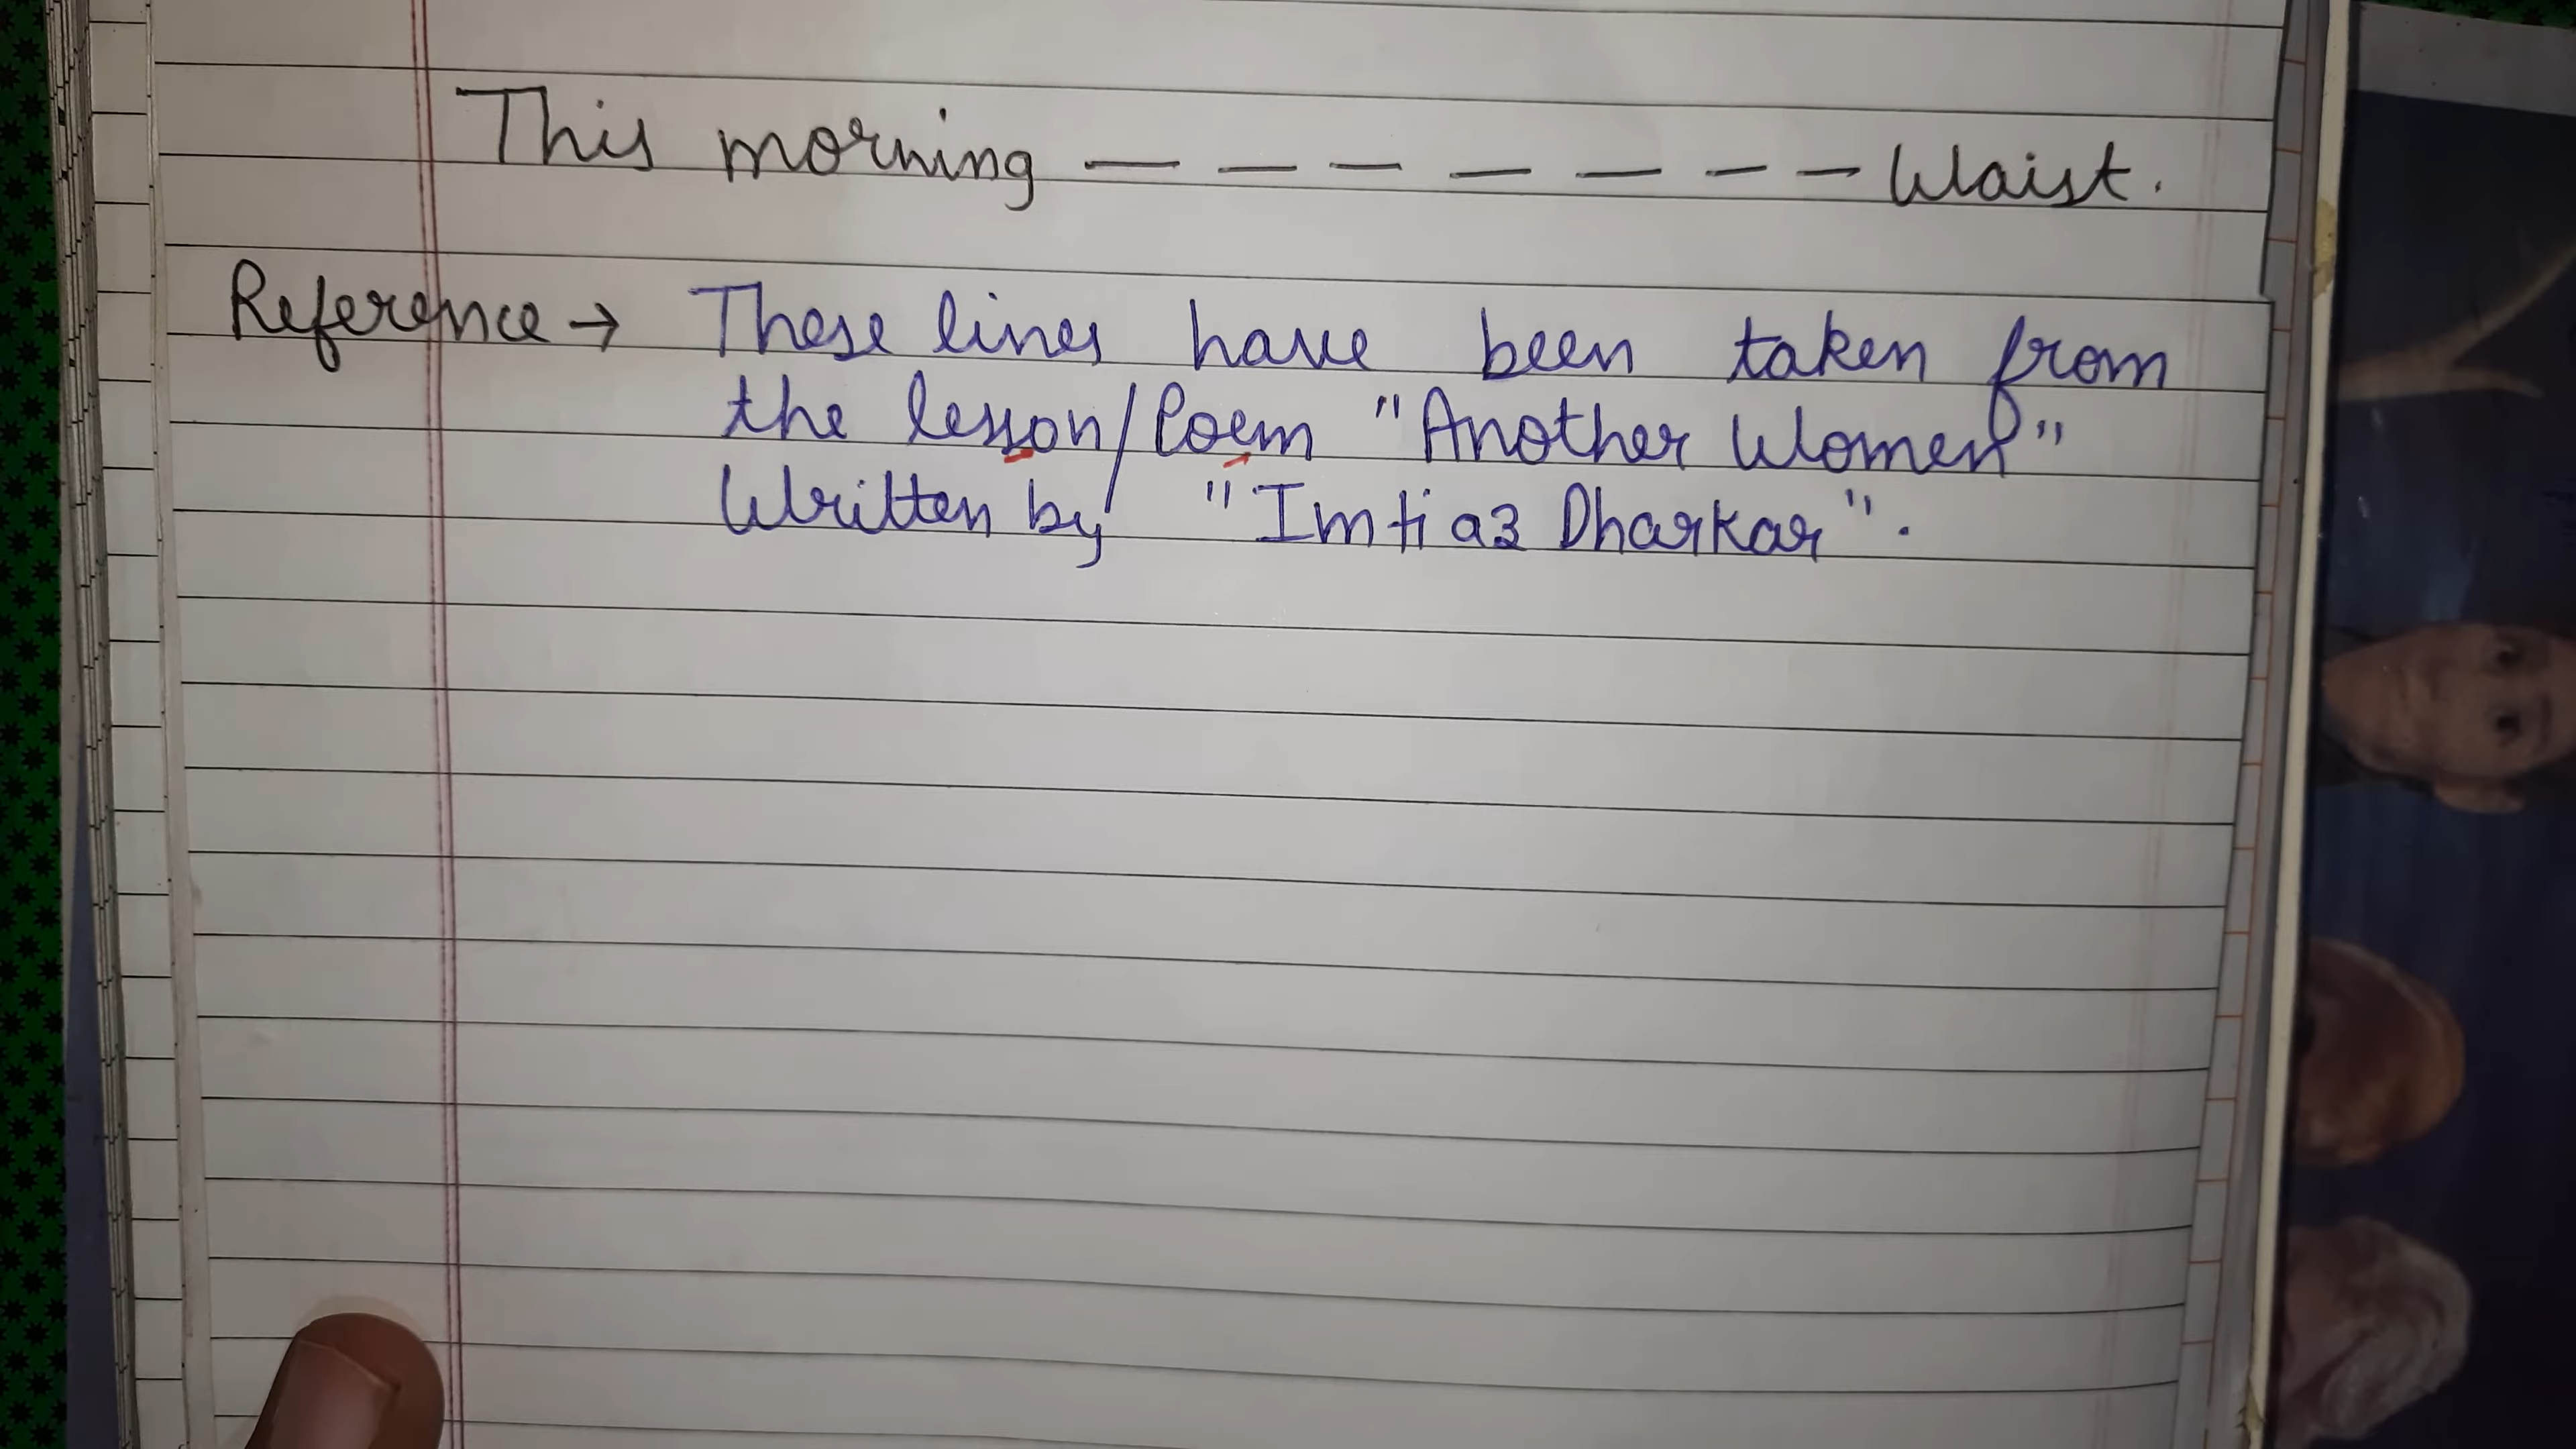 This morning — — — — — — — Waist.
Reference → These lines have been taken from
the lesson/Poem "Another Women"
Written by "Imtiaz Dharkar".